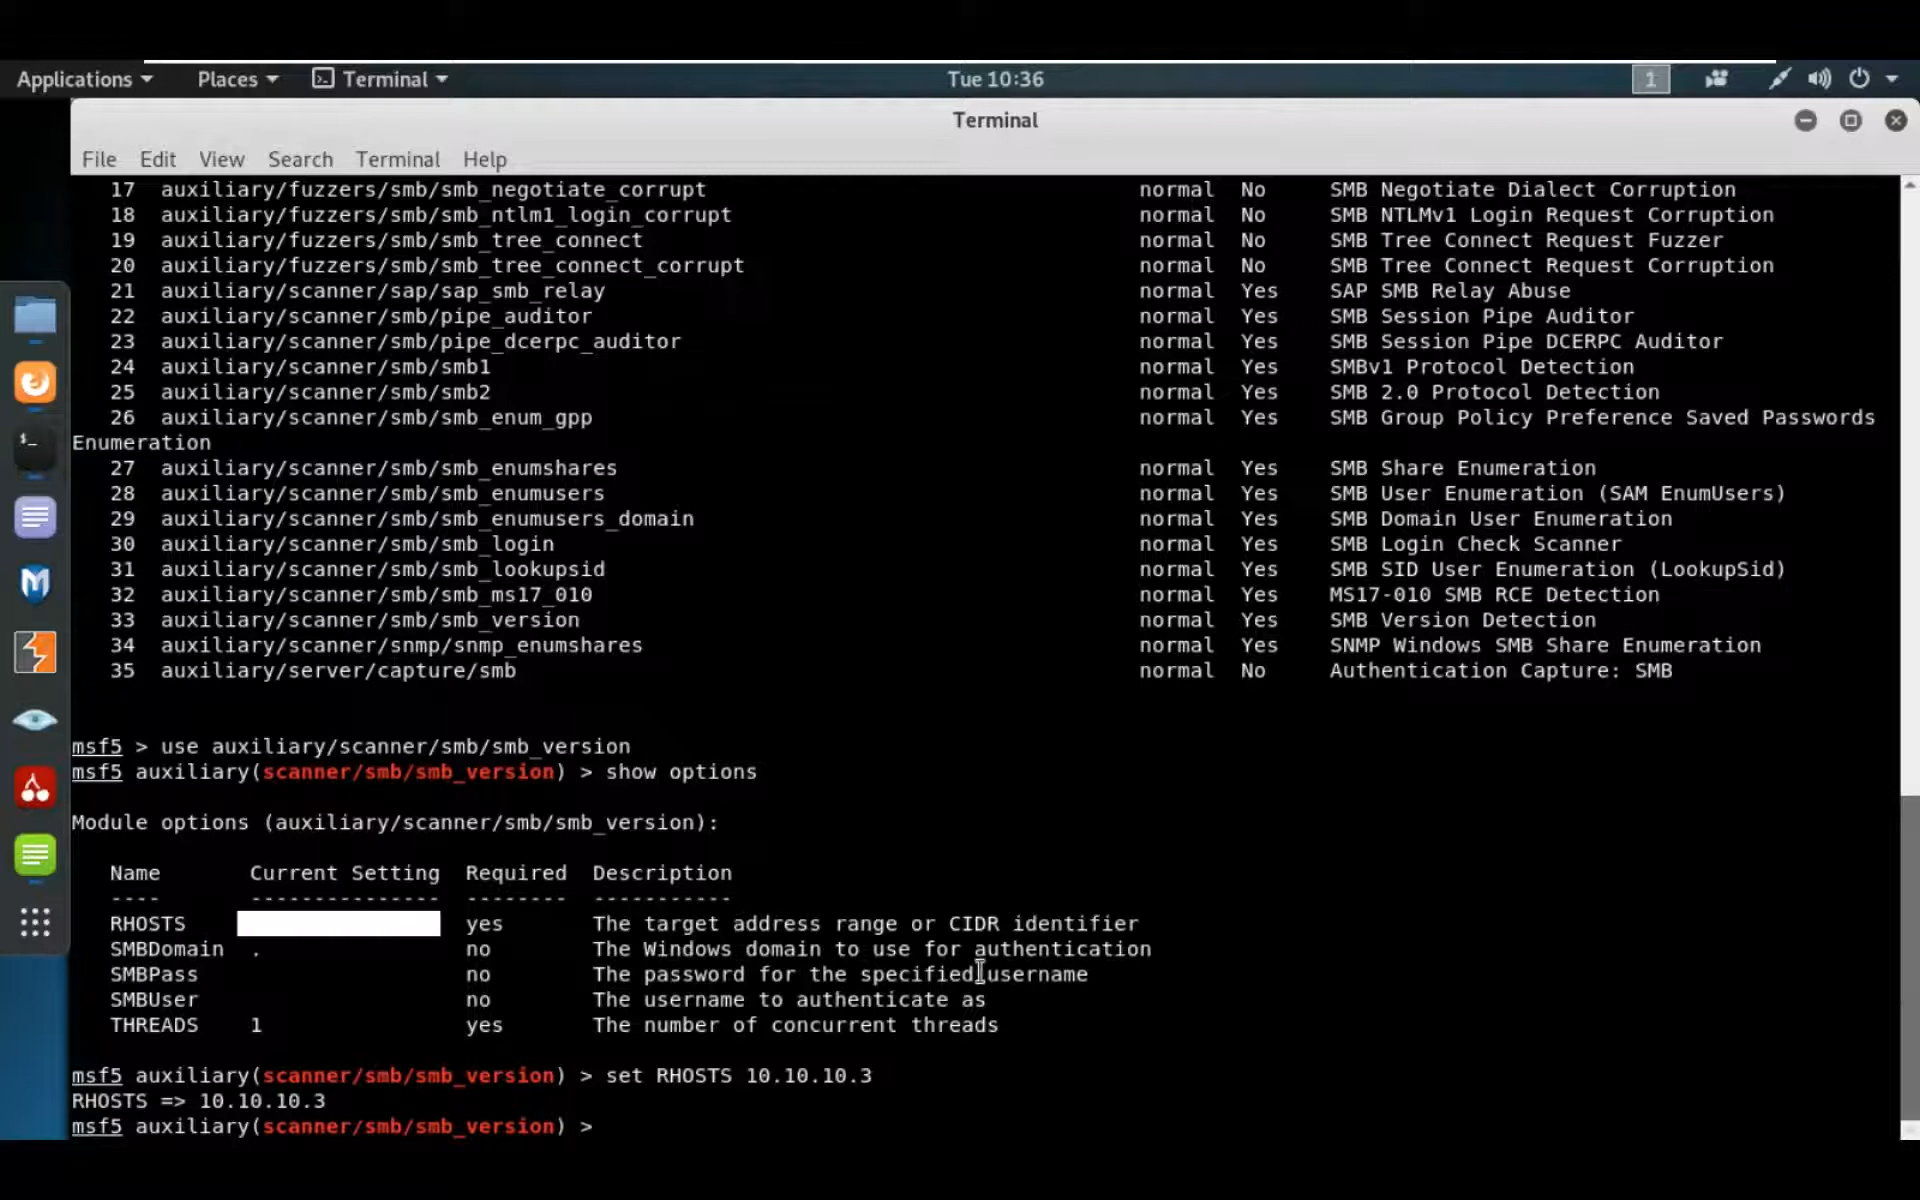 Applications Places Terminal Tue 10:36 1
Terminal
File Edit View Search Terminal Help
17 auxiliary/fuzzers/smb/smb_negotiate_corrupt normal No SMB Negotiate Dialect Corruption
18 auxiliary/fuzzers/smb/smb_ntlm1_login_corrupt normal No SMB NTLMv1 Login Request Corruption
19 auxiliary/fuzzers/smb/smb_tree_connect normal No SMB Tree Connect Request Fuzzer
20 auxiliary/fuzzers/smb/smb_tree_connect_corrupt normal No SMB Tree Connect Request Corruption
21 auxiliary/scanner/sap/sap_smb_relay normal Yes SAP SMB Relay Abuse
22 auxiliary/scanner/smb/pipe_auditor normal Yes SMB Session Pipe Auditor
23 auxiliary/scanner/smb/pipe_dcerpc_auditor normal Yes SMB Session Pipe DCERPC Auditor
24 auxiliary/scanner/smb/smb1 normal Yes SMBv1 Protocol Detection
25 auxiliary/scanner/smb/smb2 normal Yes SMB 2.0 Protocol Detection
26 auxiliary/scanner/smb/smb_enum_gpp normal Yes SMB Group Policy Preference Saved Passwords
Enumeration
27 auxiliary/scanner/smb/smb_enumshares normal Yes SMB Share Enumeration
28 auxiliary/scanner/smb/smb_enumusers normal Yes SMB User Enumeration (SAM EnumUsers)
29 auxiliary/scanner/smb/smb_enumusers_domain normal Yes SMB Domain User Enumeration
30 auxiliary/scanner/smb/smb_login normal Yes SMB Login Check Scanner
31 auxiliary/scanner/smb/smb_lookupsid normal Yes SMB SID User Enumeration (LookupSid)
32 auxiliary/scanner/smb/smb_ms17_010 normal Yes MS17-010 SMB RCE Detection
33 auxiliary/scanner/smb/smb_version normal Yes SMB Version Detection
34 auxiliary/scanner/snmp/snmp_enumshares normal Yes SNMP Windows SMB Share Enumeration
35 auxiliary/server/capture/smb normal No Authentication Capture: SMB
msf5 > use auxiliary/scanner/smb/smb_version
msf5 auxiliary(scanner/smb/smb_version) > show options
Module options (auxiliary/scanner/smb/smb_version):
Name Current Setting Required Description
---- --------------- -------- -----------
RHOSTS yes The target address range or CIDR identifier
SMBDomain . no The Windows domain to use for authentication
SMBPass no The password for the specified username
SMBUser no The username to authenticate as
THREADS 1 yes The number of concurrent threads
msf5 auxiliary(scanner/smb/smb_version) > set RHOSTS 10.10.10.3
RHOSTS => 10.10.10.3
msf5 auxiliary(scanner/smb/smb_version) >